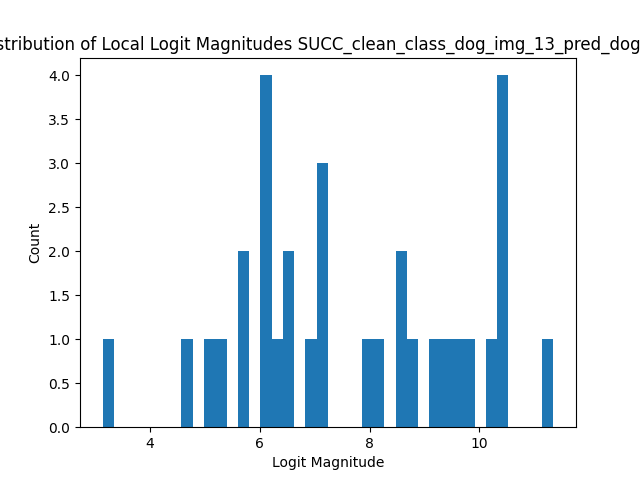 stribution of Local Logit Magnitudes SUCC_clean_class_dog_img_13_pred_dog
4.0
3.5
3.0
2.5
2.0
1.5
1.0
0.5
0.0
Count
4 6 8 10
Logit Magnitude